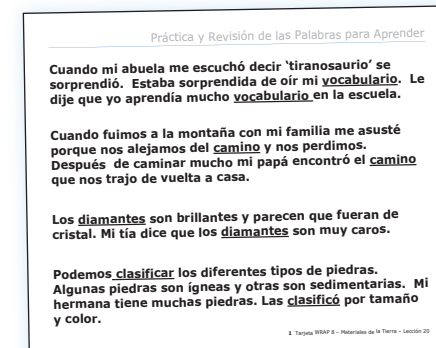 Práctica y Revisión de las Palabras para Aprender
Cuando mi abuela me escuchó decir ‘tiranosaurio’ se
sorprendió.  Estaba sorprendida de oír mi vocabulario.  Le
dije que yo aprendía mucho vocabulario en la escuela.
Cuando fuimos a la montaña con mi familia me asusté
porque nos alejamos del camino y nos perdimos.
Después  de caminar mucho mi papá encontró el camino
que nos trajo de vuelta a casa.
Los diamantes son brillantes y parecen que fueran de
cristal. Mi tía dice que los diamantes son muy caros.
Podemos clasificar los diferentes tipos de piedras.
Algunas piedras son ígneas y otras son sedimentarias.  Mi
hermana tiene muchas piedras. Las clasificó por tamaño
y color.
1 Tarjeta WRAP 8 – Materiales de la Tierra – Lección 20